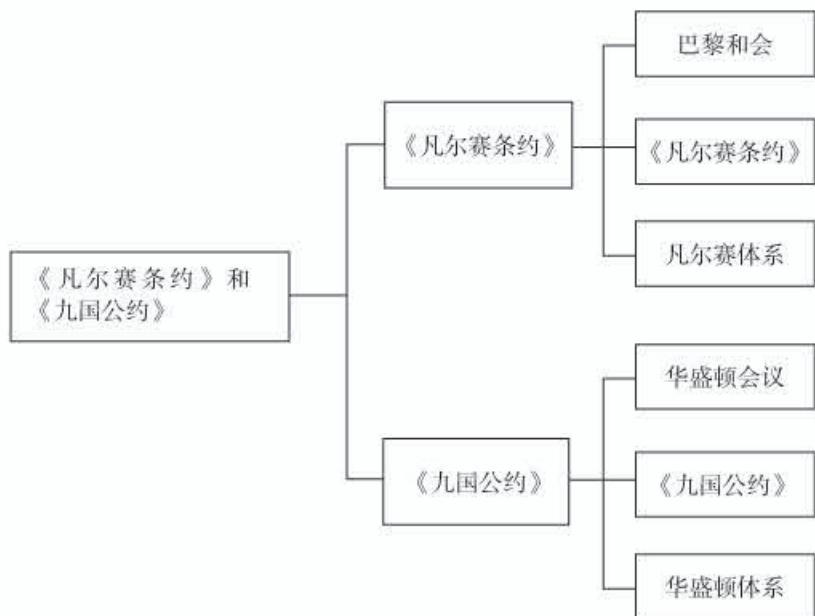 《凡尔赛条约》和
《九国公约》
《凡尔赛条约》
巴黎和会
《凡尔赛条约》
凡尔赛体系
《九国公约》
华盛顿会议
《九国公约》
华盛顿体系